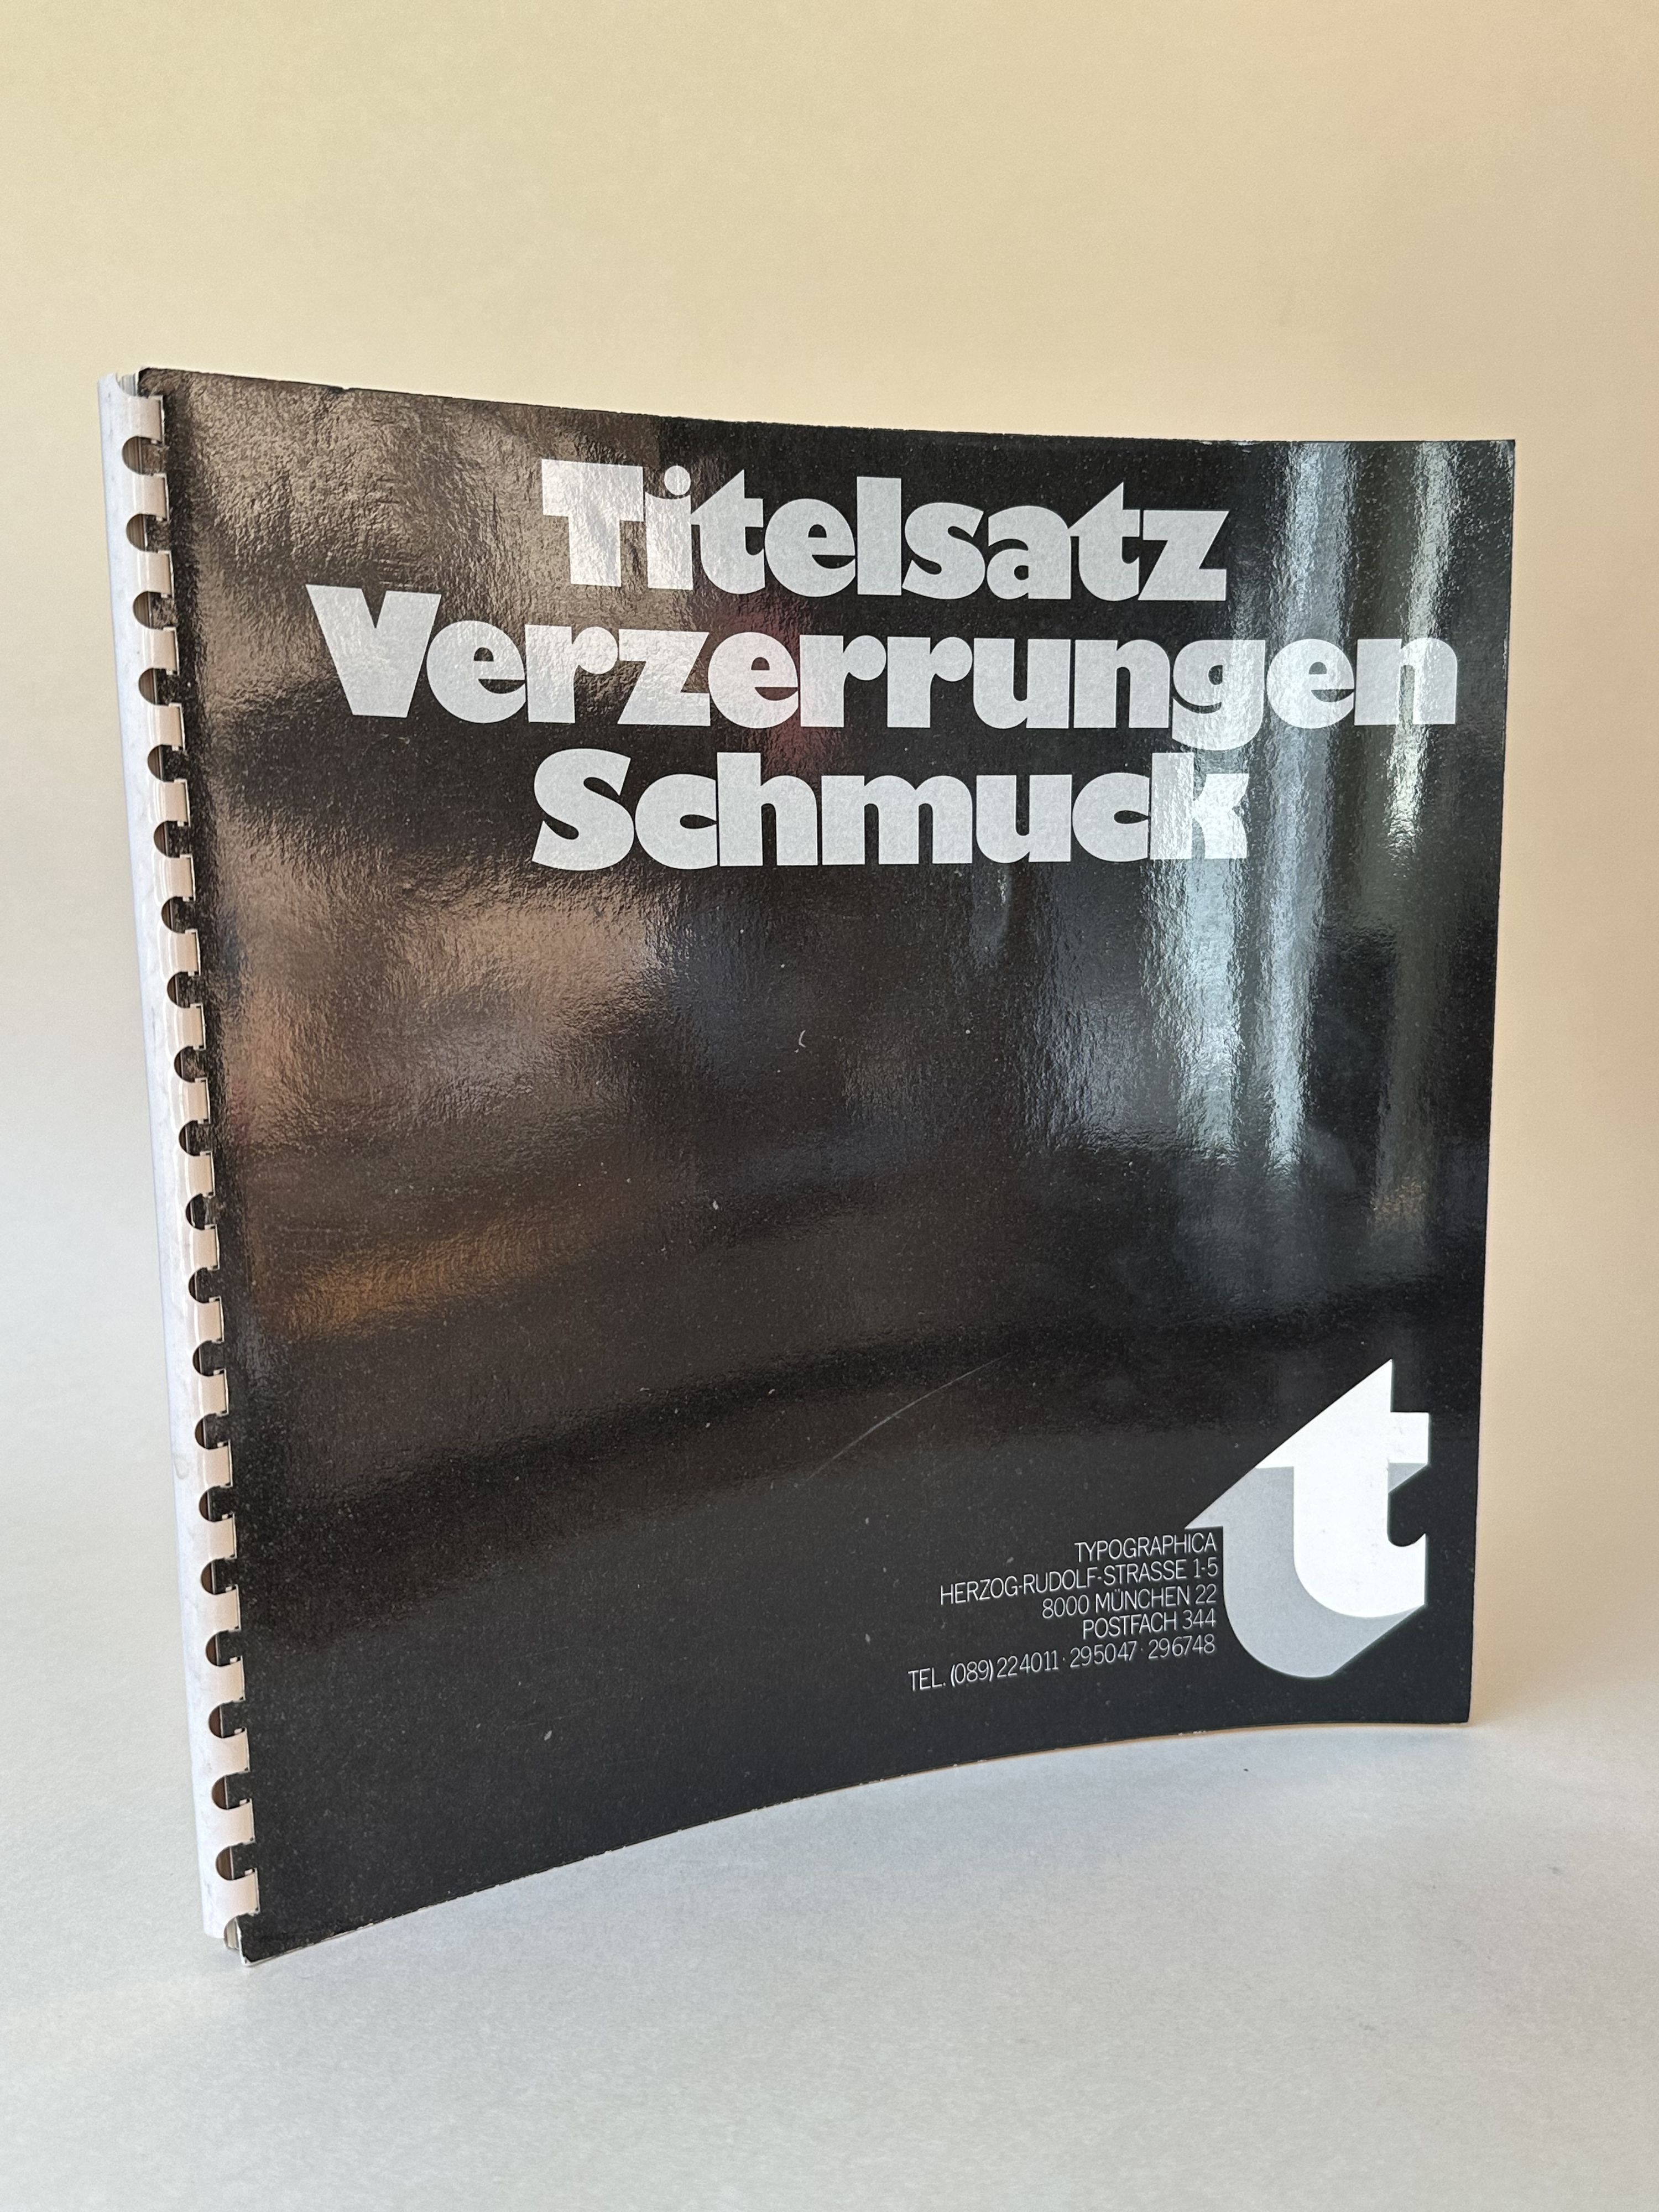 Titelsatz
Verzerrungen
Schmuck
t
TYPOGRAPHICA
HERZOG-RUDOLF-STRASSE 1-5
8000 MÜNCHEN 22
POSTFACH 344
TEL. (089) 224011 · 295047 · 296748